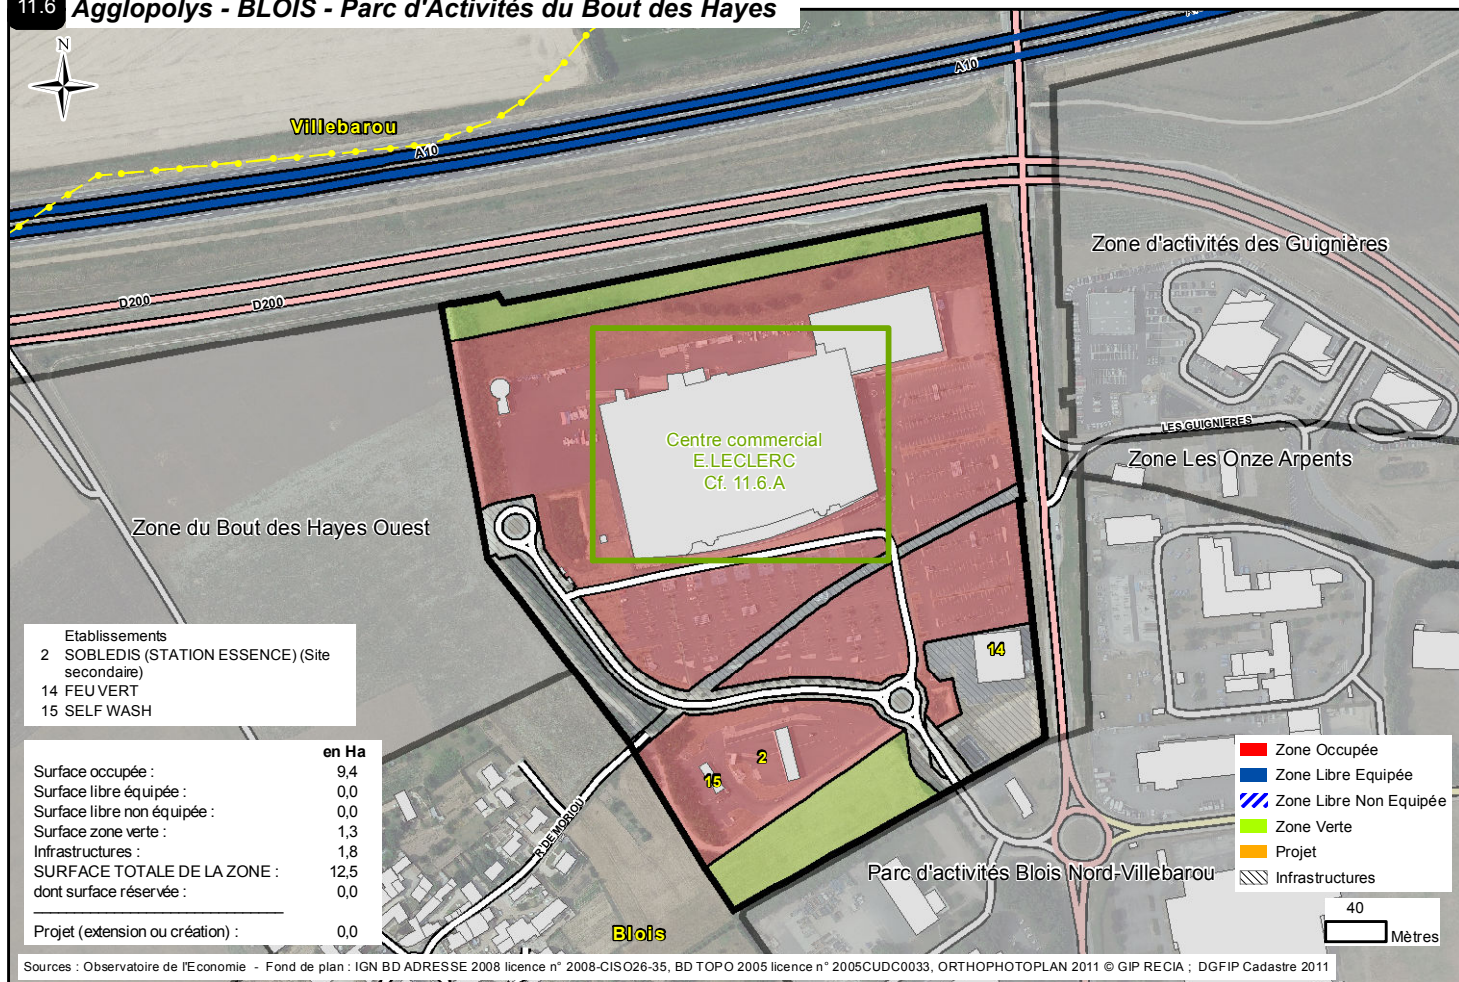 11.6 Agglopolys - BLOIS - Parc d'Activités du Bout des Hayes
N
A10
A10
Villebarou
A10
D200
D200
Zone d'activités des Guignières
LES GUIGNIERES
Zone Les Onze Arpents
Centre commercial
E.LECLERC
Cf. 11.6.A
Zone du Bout des Hayes Ouest
14
2
15
R DE MORIOU
Parc d'activités Blois Nord-Villebarou
Blois
Etablissements
2 SOBLEDIS (STATION ESSENCE) (Site
secondaire)
14 FEU VERT
15 SELF WASH
en Ha
Surface occupée : 9,4
Surface libre équipée : 0,0
Surface libre non équipée : 0,0
Surface zone verte : 1,3
Infrastructures : 1,8
SURFACE TOTALE DE LA ZONE : 12,5
dont surface réservée : 0,0
Projet (extension ou création) : 0,0
Zone Occupée
Zone Libre Equipée
Zone Libre Non Equipée
Zone Verte
Projet
Infrastructures
40
Mètres
Sources : Observatoire de l'Economie - Fond de plan : IGN BD ADRESSE 2008 licence n° 2008-CISO26-35, BD TOPO 2005 licence n° 2005CUDC0033, ORTHOPHOTOPLAN 2011 © GIP RECIA ; DGFIP Cadastre 2011